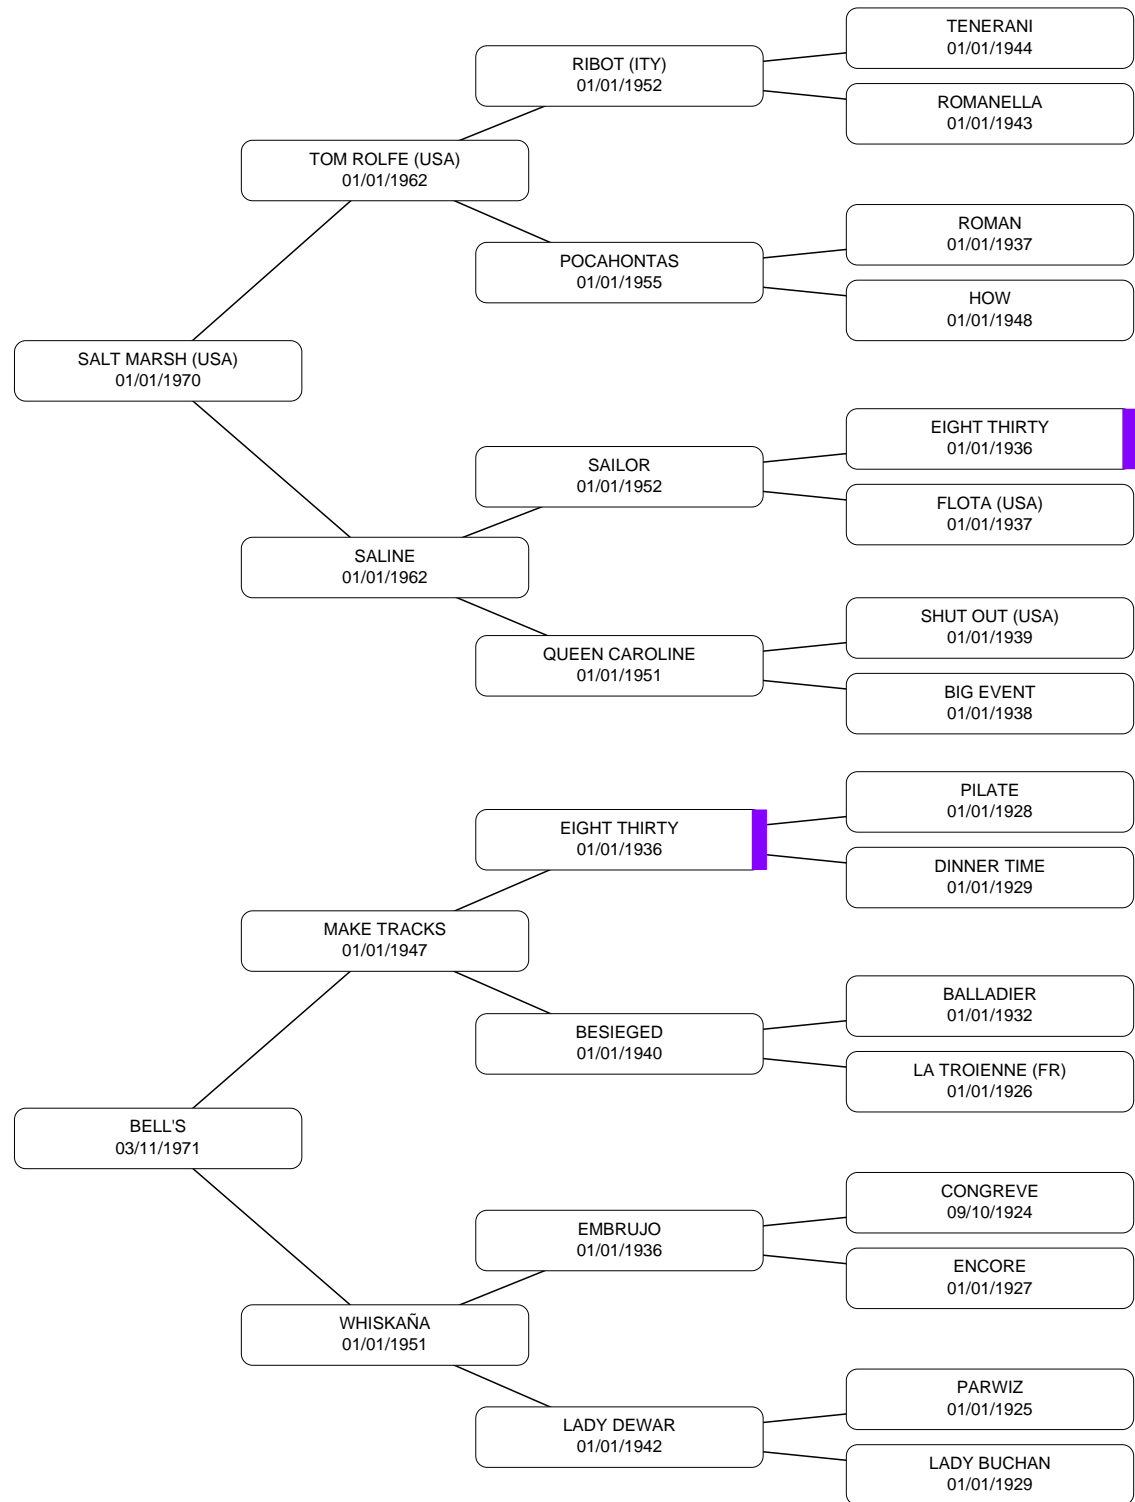 TENERANI
01/01/1944
RIBOT (ITY)
01/01/1952
ROMANELLA
01/01/1943
TOM ROLFE (USA)
01/01/1962
ROMAN
01/01/1937
POCAHONTAS
01/01/1955
HOW
01/01/1948
SALT MARSH (USA)
01/01/1970
EIGHT THIRTY
01/01/1936
SAILOR
01/01/1952
FLOTA (USA)
01/01/1937
SALINE
01/01/1962
SHUT OUT (USA)
01/01/1939
QUEEN CAROLINE
01/01/1951
BIG EVENT
01/01/1938
PILATE
01/01/1928
EIGHT THIRTY
01/01/1936
DINNER TIME
01/01/1929
MAKE TRACKS
01/01/1947
BALLADIER
01/01/1932
BESIEGED
01/01/1940
LA TROIENNE (FR)
01/01/1926
BELL'S
03/11/1971
CONGREVE
09/10/1924
EMBRUJO
01/01/1936
ENCORE
01/01/1927
WHISKAÑA
01/01/1951
PARWIZ
01/01/1925
LADY DEWAR
01/01/1942
LADY BUCHAN
01/01/1929